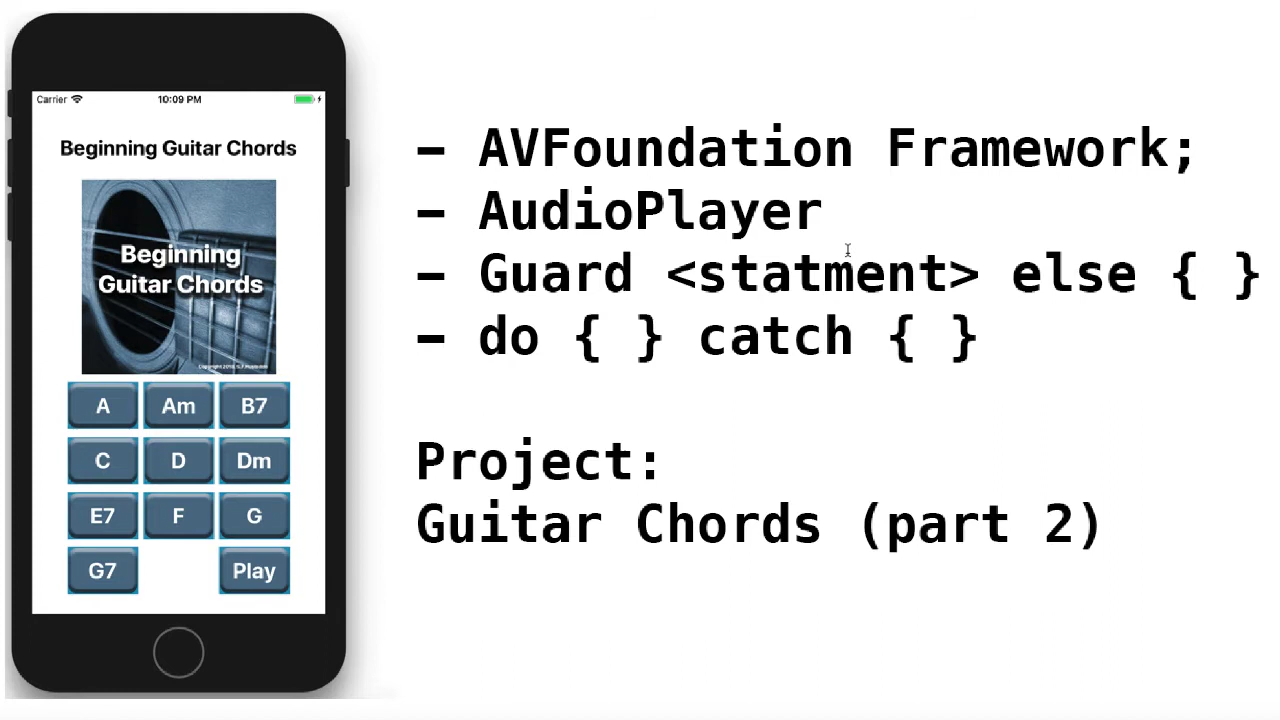 Carrier 10:09 PM
Beginning Guitar Chords
Beginning
Guitar Chords
A Am B7
C D Dm
E7 F G
G7 Play
- AVFoundation Framework;
- AudioPlayer
- Guard <statment> else { }
- do { } catch { }
Project:
Guitar Chords (part 2)